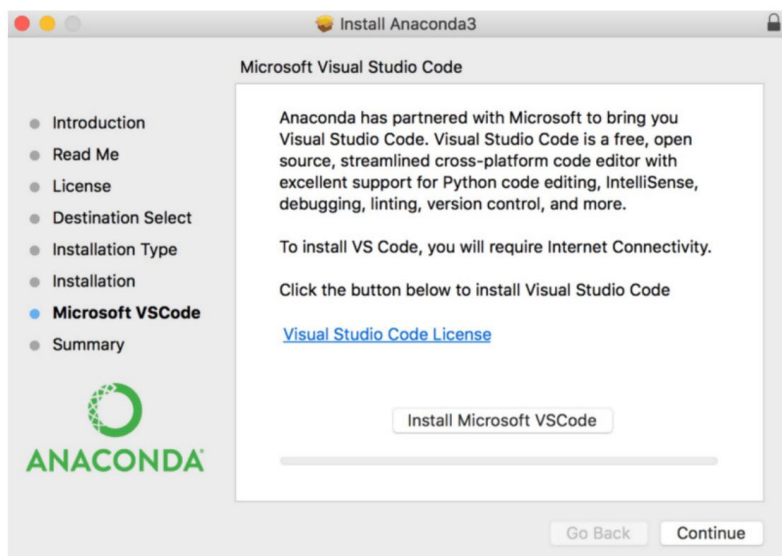 Install Anaconda3
Microsoft Visual Studio Code
Introduction
Read Me
License
Destination Select
Installation Type
Installation
Microsoft VSCode
Summary
ANACONDA
Anaconda has partnered with Microsoft to bring you
Visual Studio Code. Visual Studio Code is a free, open
source, streamlined cross-platform code editor with
excellent support for Python code editing, IntelliSense,
debugging, linting, version control, and more.
To install VS Code, you will require Internet Connectivity.
Click the button below to install Visual Studio Code
Visual Studio Code License
Install Microsoft VSCode
Go Back
Continue